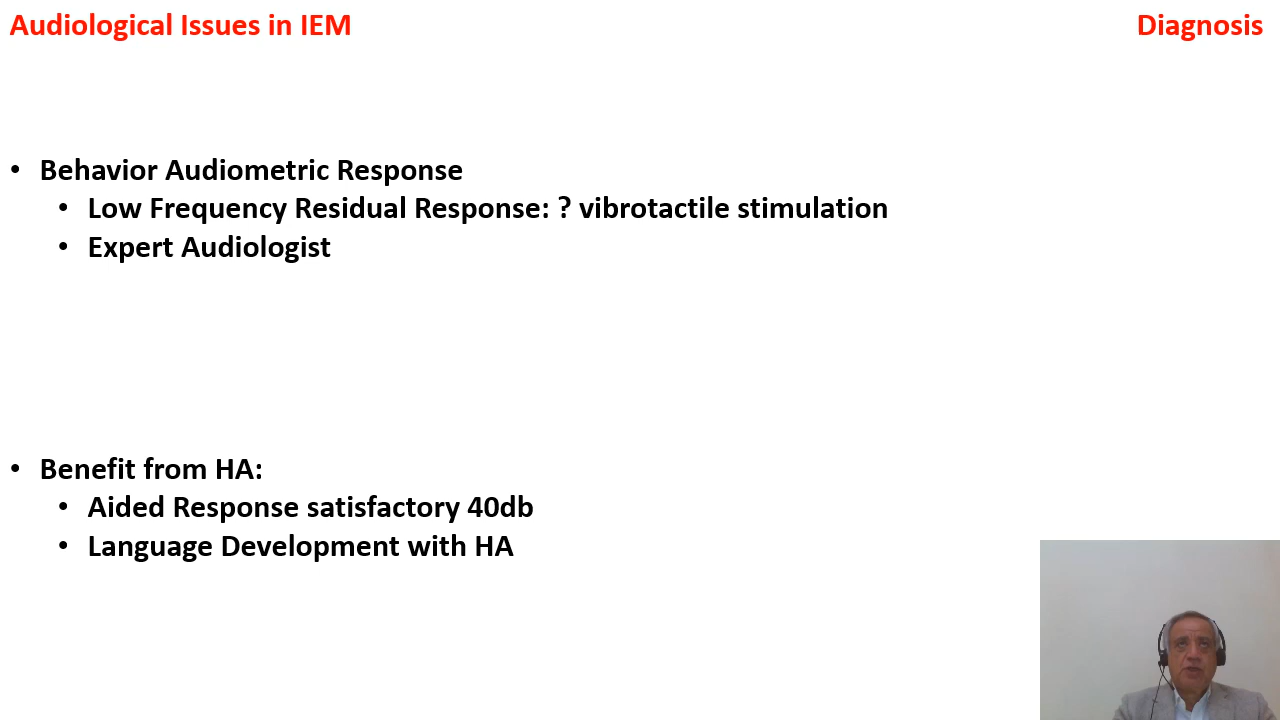 Audiological Issues in IEM
Diagnosis
• Behavior Audiometric Response
• Low Frequency Residual Response: ? vibrotactile stimulation
• Expert Audiologist
• Benefit from HA:
• Aided Response satisfactory 40db
• Language Development with HA